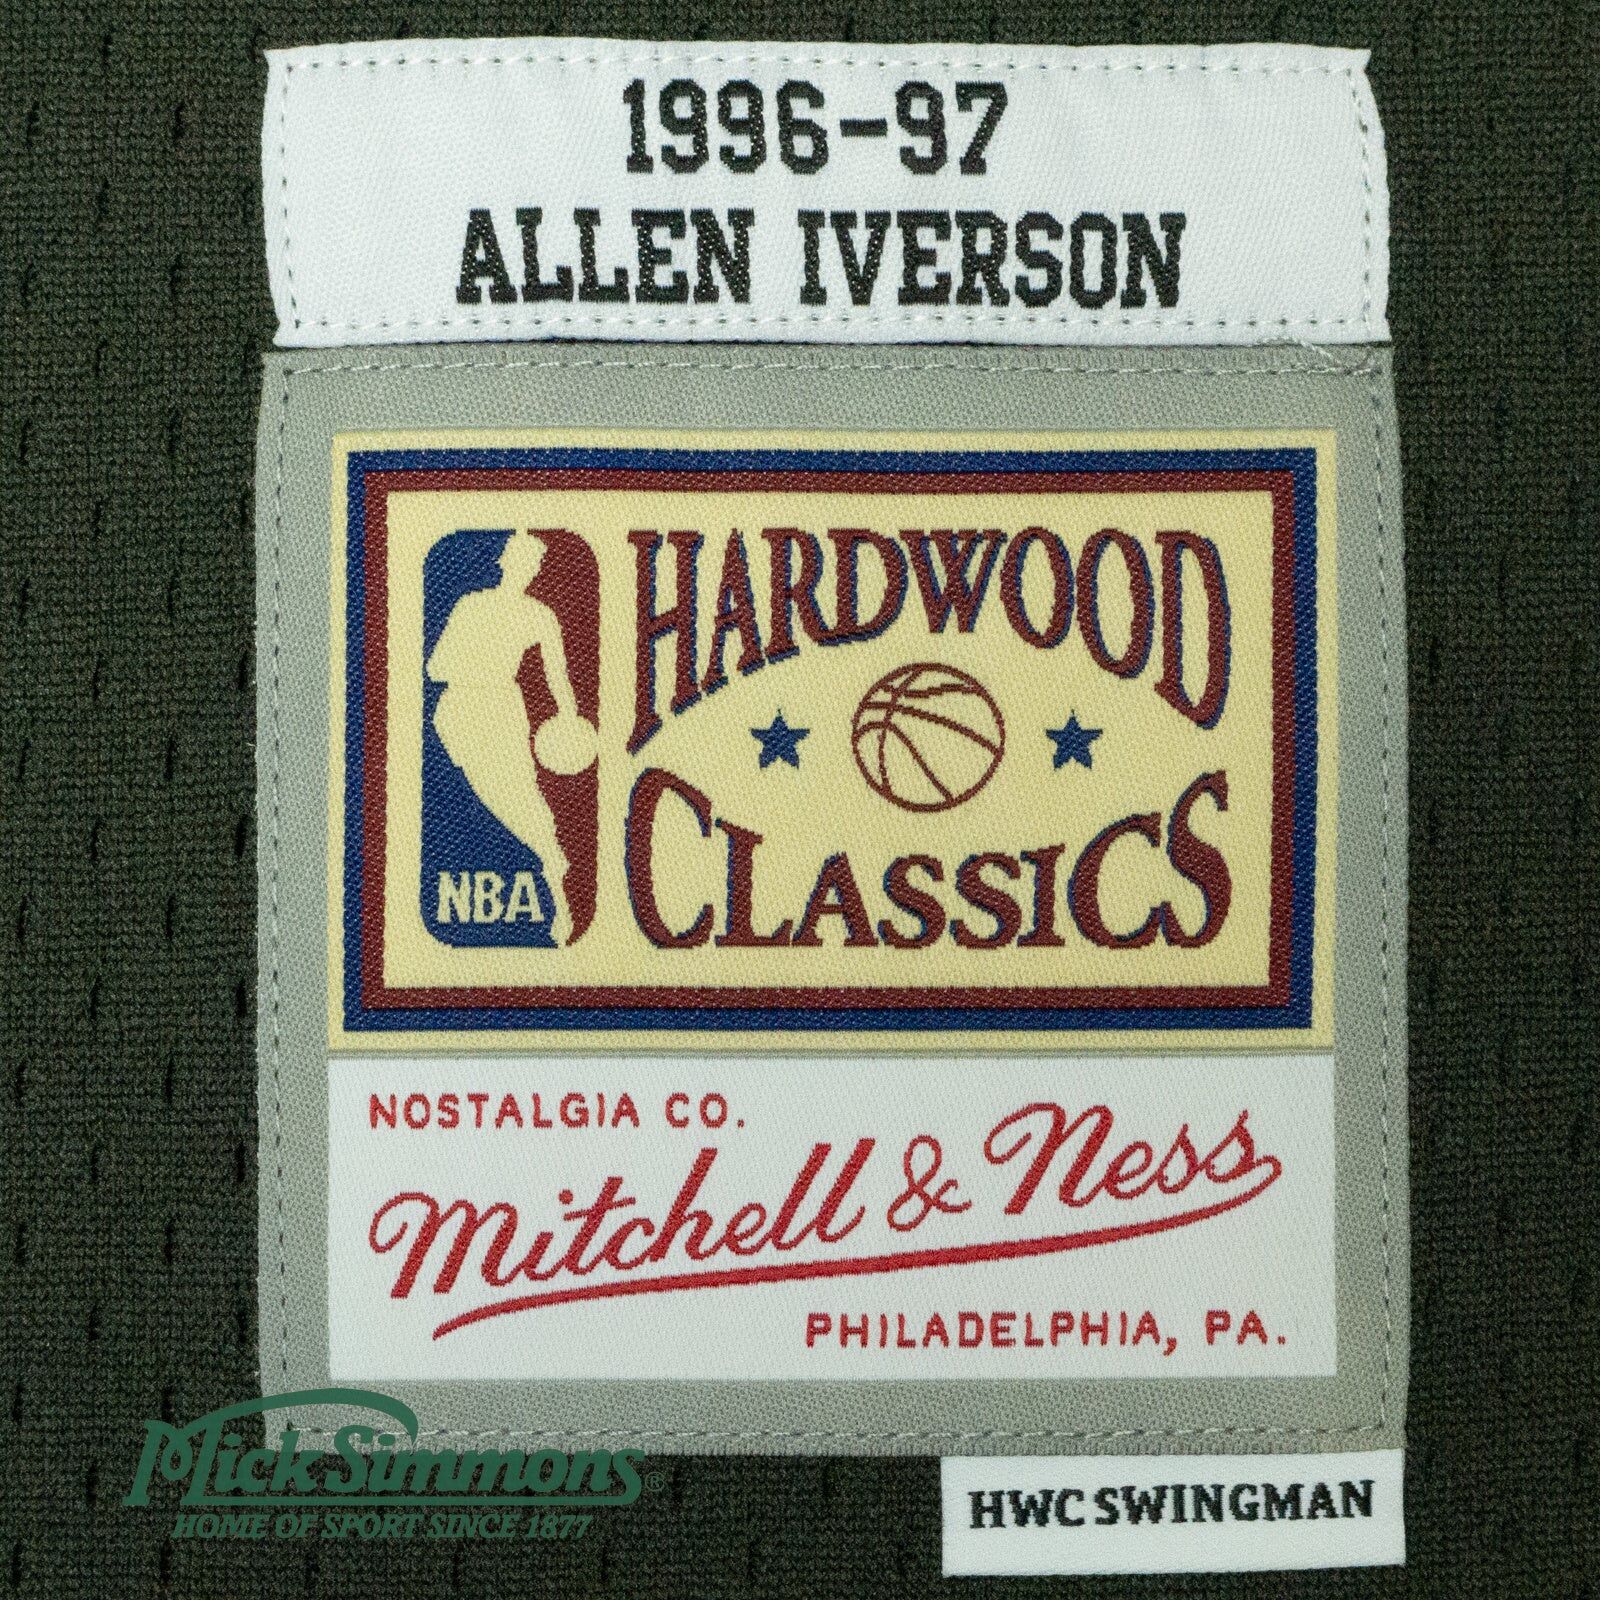 1996-97
ALLEN IVERSON
HARDWOOD
CLASSICS
NBA
NOSTALGIA CO.
Mitchell & Ness
PHILADELPHIA, PA.
HWC SWINGMAN
Mick Simmons®
HOME OF SPORT SINCE 1877